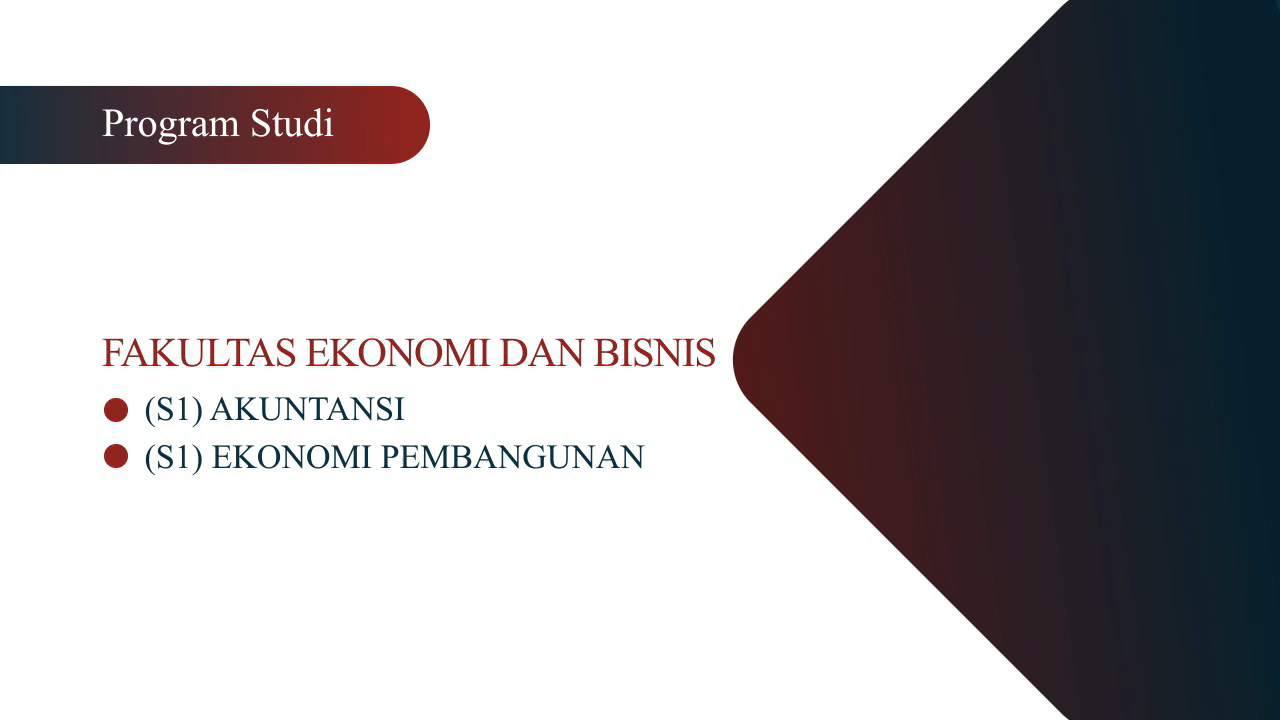 Program Studi
FAKULTAS EKONOMI DAN BISNIS
(S1) AKUNTANSI
(S1) EKONOMI PEMBANGUNAN